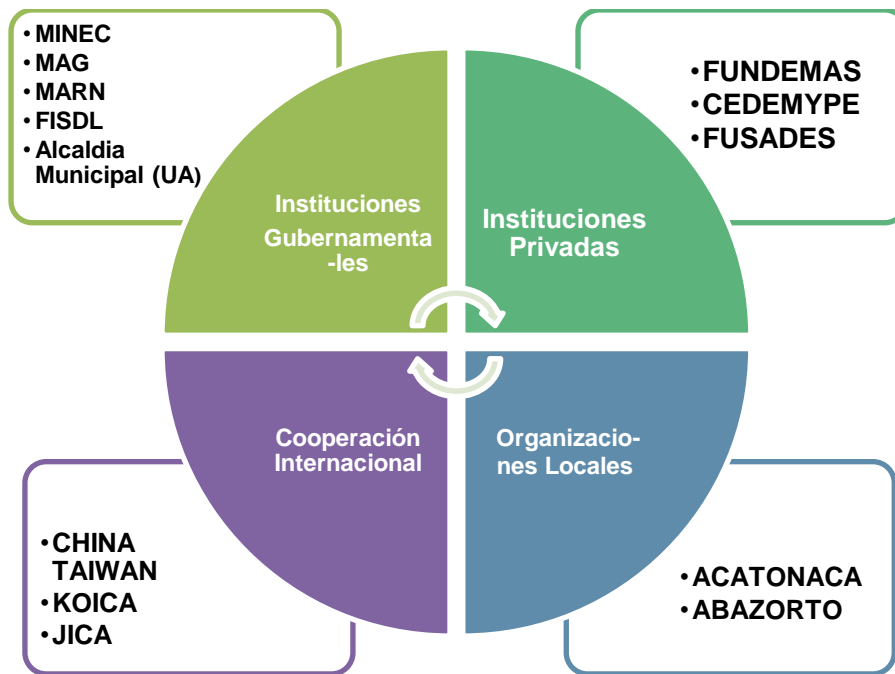 •MINEC
•MAG
•MARN
•FISDL
•Alcaldia
Municipal (UA)
•FUNDEMAS
•CEDEMYPE
•FUSADES
Instituciones
Gubernamenta
-les
Instituciones
Privadas
Cooperación
Internacional
Organizacio-
nes Locales
•CHINA
TAIWAN
•KOICA
•JICA
•ACATONACA
•ABAZORTO